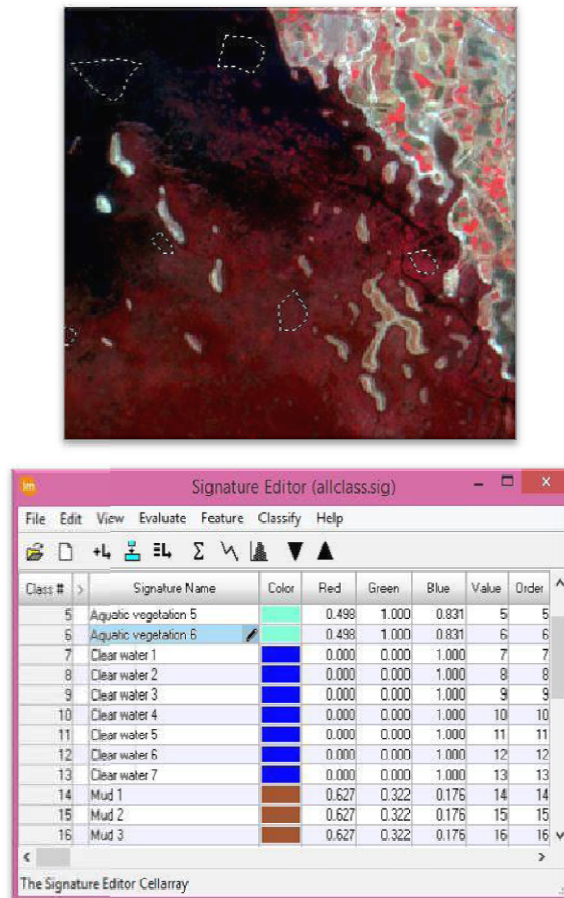 Signature Editor (allclass.sig)
File Edit View Evaluate Feature Classify Help
Class # > Signature Name Color Red Green Blue Value Order
5 Aquatic vegetation 5 0.498 1.000 0.831 5 5
6 Aquatic vegetation 6 0.498 1.000 0.831 6 6
7 Clear water 1 0.000 0.000 1.000 7 7
8 Clear water 2 0.000 0.000 1.000 8 8
9 Clear water 3 0.000 0.000 1.000 9 9
10 Clear water 4 0.000 0.000 1.000 10 10
11 Clear water 5 0.000 0.000 1.000 11 11
12 Clear water 6 0.000 0.000 1.000 12 12
13 Clear water 7 0.000 0.000 1.000 13 13
14 Mud 1 0.627 0.322 0.176 14 14
15 Mud 2 0.627 0.322 0.176 15 15
16 Mud 3 0.627 0.322 0.176 16 16
The Signature Editor Cellarray